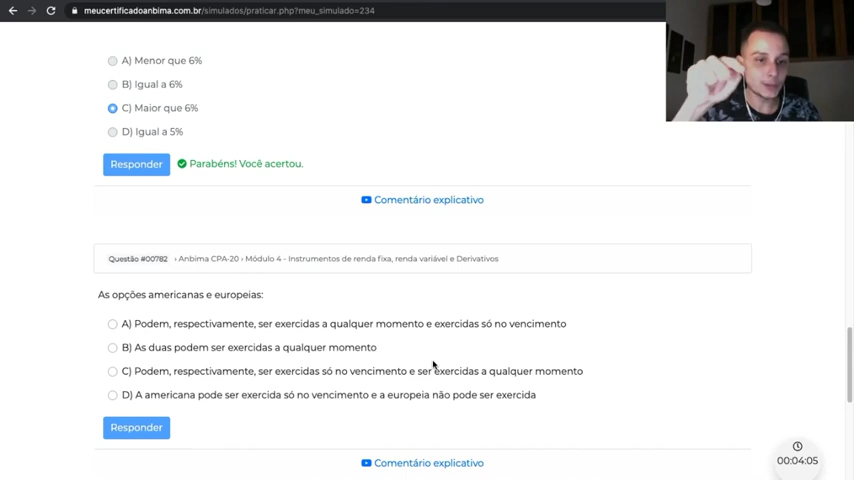 meucertificadoanbima.com.br/simulados/praticar.php?meu_simulado=234
A) Menor que 6%
B) Igual a 6%
C) Maior que 6%
D) Igual a 5%
Responder Parabéns! Você acertou.
Comentário explicativo
Questão #00782 › Anbima CPA-20 › Módulo 4 - Instrumentos de renda fixa, renda variável e Derivativos
As opções americanas e europeias:
A) Podem, respectivamente, ser exercidas a qualquer momento e exercidas só no vencimento
B) As duas podem ser exercidas a qualquer momento
C) Podem, respectivamente, ser exercidas só no vencimento e ser exercidas a qualquer momento
D) A americana pode ser exercida só no vencimento e a europeia não pode ser exercida
Responder
Comentário explicativo
00:04:05